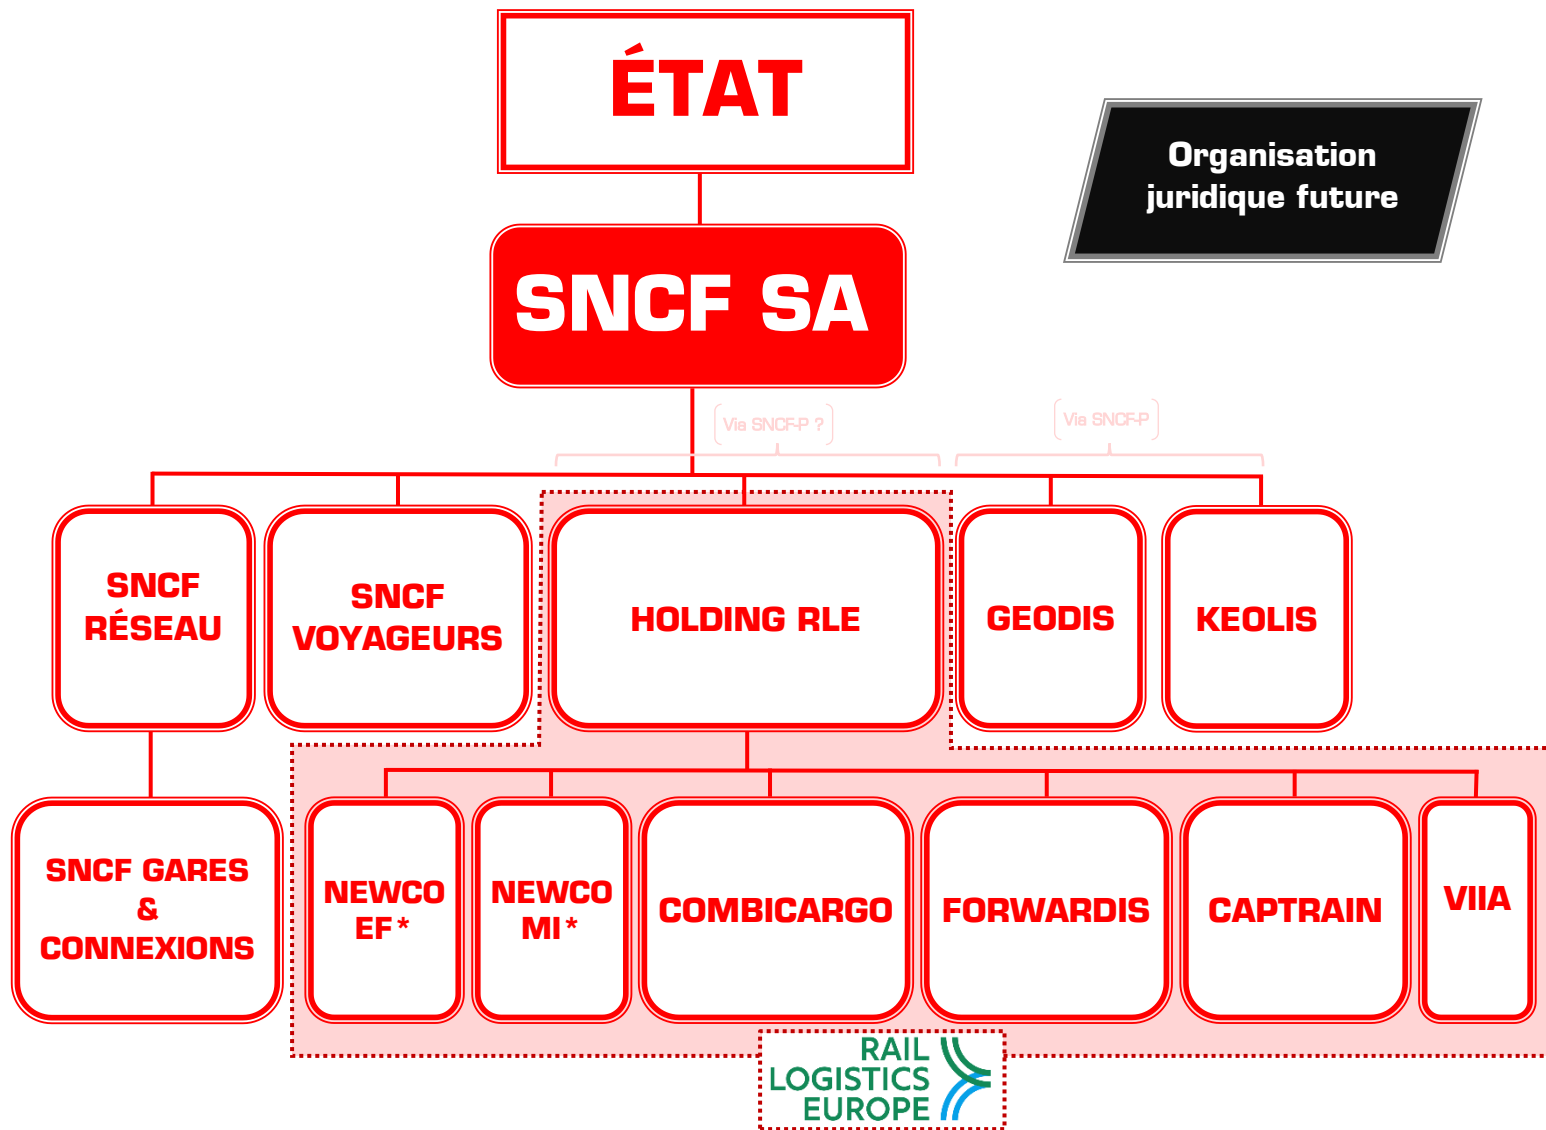 ÉTAT
Organisation
juridique future
SNCF SA
Via SNCF-P ?
Via SNCF-P
SNCF
RÉSEAU
SNCF
VOYAGEURS
HOLDING RLE
GEODIS
KEOLIS
SNCF GARES
&
CONNEXIONS
NEWCO
EF*
NEWCO
MI*
COMBICARGO
FORWARDIS
CAPTRAIN
VIIA
RAIL
LOGISTICS
EUROPE